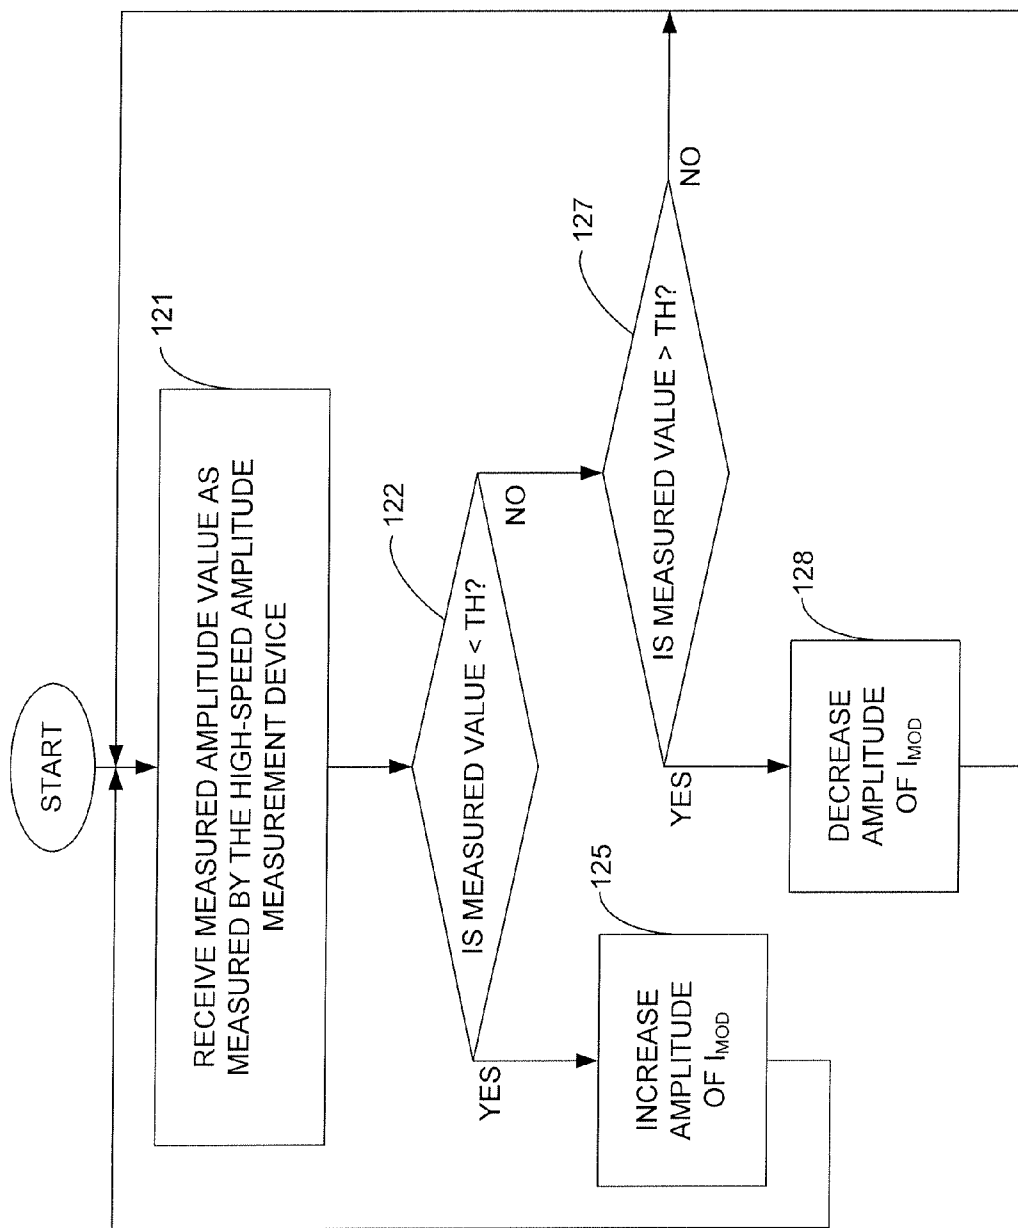 START
121
RECEIVE MEASURED AMPLITUDE VALUE AS
MEASURED BY THE HIGH-SPEED AMPLITUDE
MEASUREMENT DEVICE
122
IS MEASURED VALUE < TH?
YES
NO
125
INCREASE
AMPLITUDE
OF IMOD
127
IS MEASURED VALUE > TH?
YES
NO
128
DECREASE
AMPLITUDE
OF IMOD